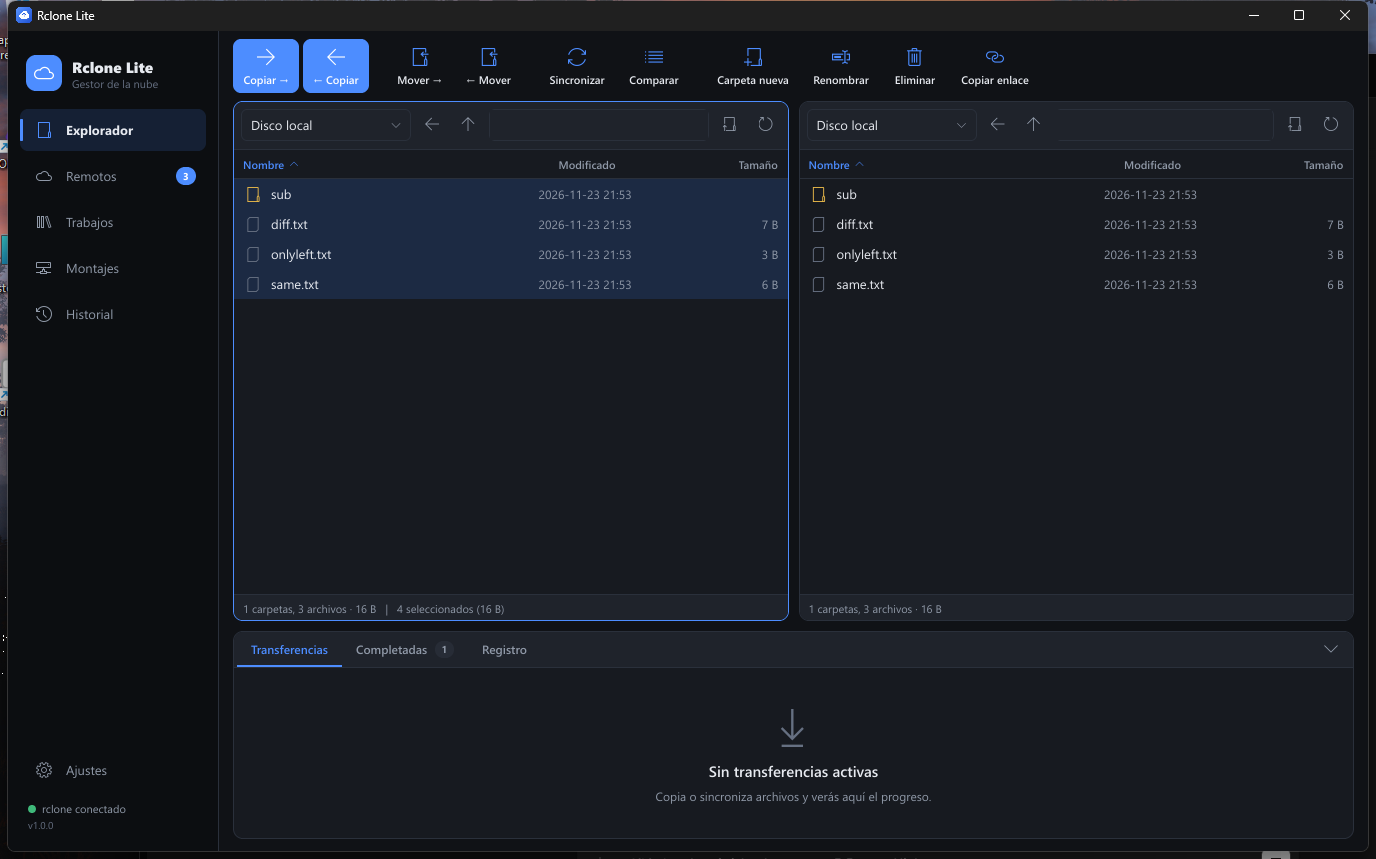 Rclone Lite
Rclone Lite
Gestor de la nube
Explorador
Remotos 3
Trabajos
Montajes
Historial
Ajustes
rclone conectado
v1.0.0
Copiar → ← Copiar Mover → ← Mover Sincronizar Comparar Carpeta nueva Renombrar Eliminar Copiar enlace
Disco local
Nombre Modificado Tamaño
sub 2026-11-23 21:53
diff.txt 2026-11-23 21:53 7 B
onlyleft.txt 2026-11-23 21:53 3 B
same.txt 2026-11-23 21:53 6 B
1 carpetas, 3 archivos · 16 B | 4 seleccionados (16 B)
Disco local
Nombre Modificado Tamaño
sub 2026-11-23 21:53
diff.txt 2026-11-23 21:53 7 B
onlyleft.txt 2026-11-23 21:53 3 B
same.txt 2026-11-23 21:53 6 B
1 carpetas, 3 archivos · 16 B
Transferencias Completadas 1 Registro
Sin transferencias activas
Copia o sincroniza archivos y verás aquí el progreso.